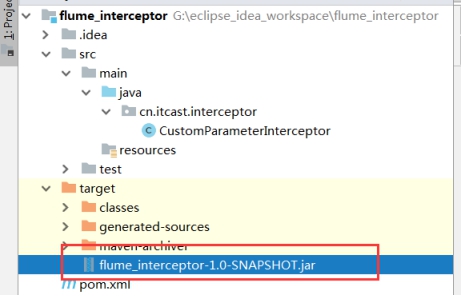 1: Project
flume_interceptor G:\eclipse_idea_workspace\flume_interceptor
.idea
src
main
java
cn.itcast.interceptor
CustomParameterInterceptor
resources
test
target
classes
generated-sources
maven-archiver
flume_interceptor-1.0-SNAPSHOT.jar
pom.xml